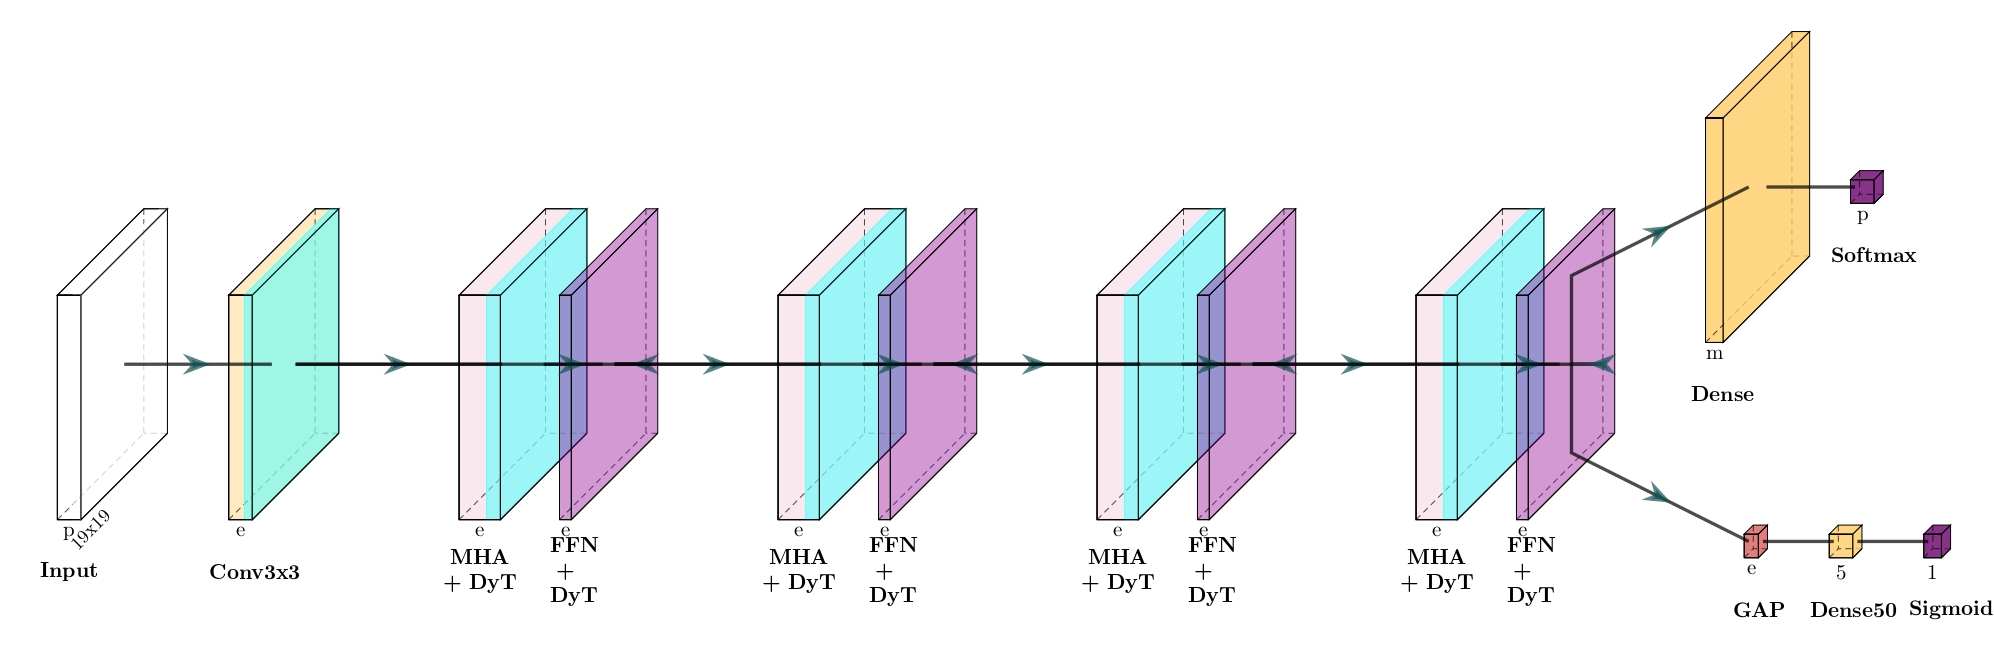 p
19x19
Input
e
Conv3x3
e
MHA
+ DyT
e
FFN
+
DyT
e
MHA
+ DyT
e
FFN
+
DyT
e
MHA
+ DyT
e
FFN
+
DyT
e
MHA
+ DyT
e
FFN
+
DyT
m
Dense
p
Softmax
e
GAP
5
Dense50
1
Sigmoid